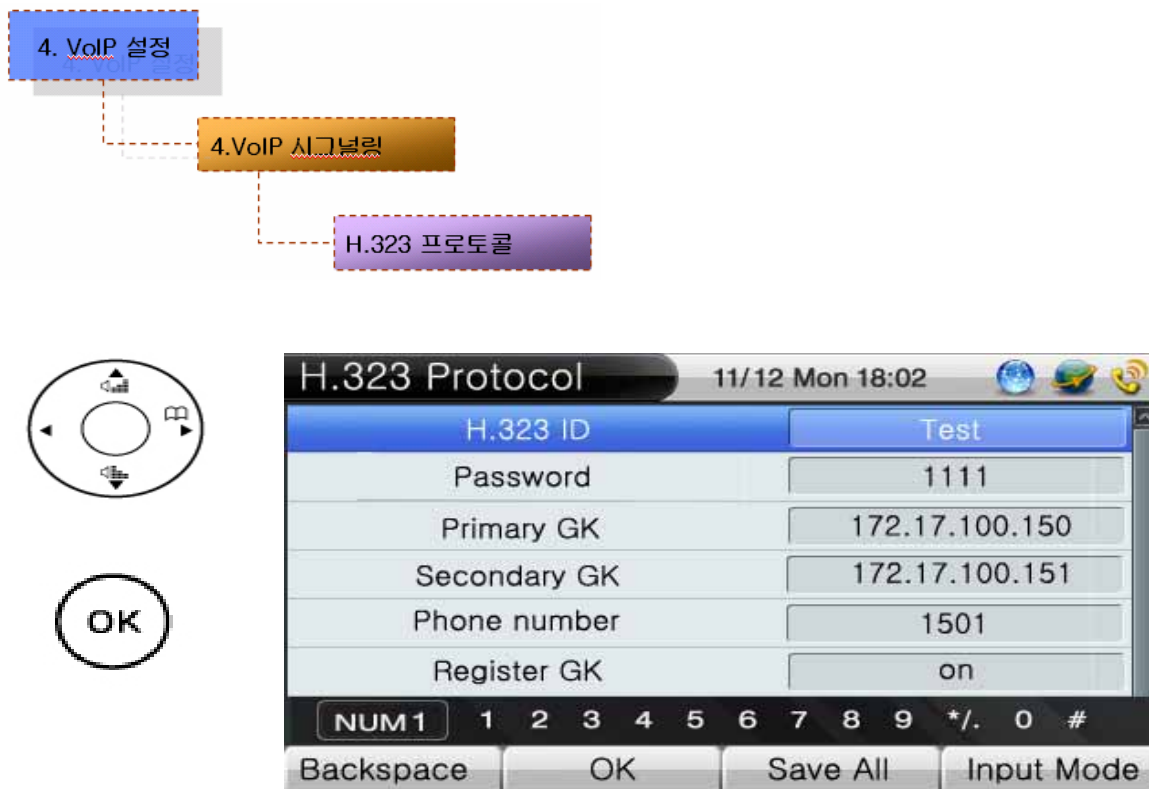 4. VoIP 설정
4.VoIP 시그널링
H.323 프로토콜
H.323 Protocol 11/12 Mon 18:02
H.323 ID Test
Password 1111
Primary GK 172.17.100.150
Secondary GK 172.17.100.151
Phone number 1501
Register GK on
OK
NUM1 1 2 3 4 5 6 7 8 9 */. 0 #
Backspace OK Save All Input Mode